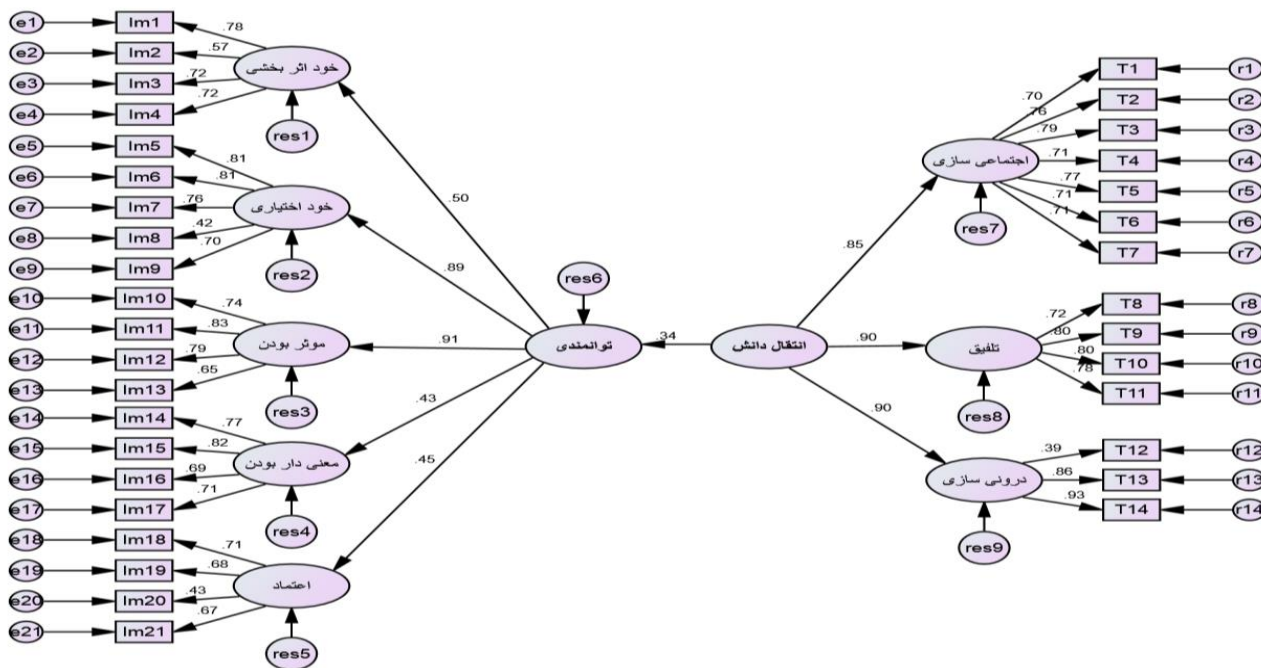 e1
Im1
.78
e2
Im2
.57
e3
Im3
.72
e4
Im4
.72
خود اثر بخشی
res1
e5
Im5
.81
e6
Im6
.81
e7
Im7
.76
e8
Im8
.42
e9
Im9
.70
خود اختیاری
res2
e10
Im10
.74
e11
Im11
.83
e12
Im12
.79
e13
Im13
.65
موثر بودن
res3
e14
Im14
.77
e15
Im15
.82
e16
Im16
.69
e17
Im17
.71
معنی دار بودن
res4
e18
Im18
.71
e19
Im19
.68
e20
Im20
.43
e21
Im21
.67
اعتماد
res5
.50
.89
.91
.43
.45
res6
توانمندی
.34
انتقال دانش
.85
.90
.90
اجتماعی سازی
res7
.70
T1
r1
.76
T2
r2
.79
T3
r3
.71
T4
r4
.77
T5
r5
.71
T6
r6
.71
T7
r7
تلفیق
res8
.72
T8
r8
.80
T9
r9
.80
T10
r10
.78
T11
r11
درونی سازی
res9
.39
T12
r12
.86
T13
r13
.93
T14
r14